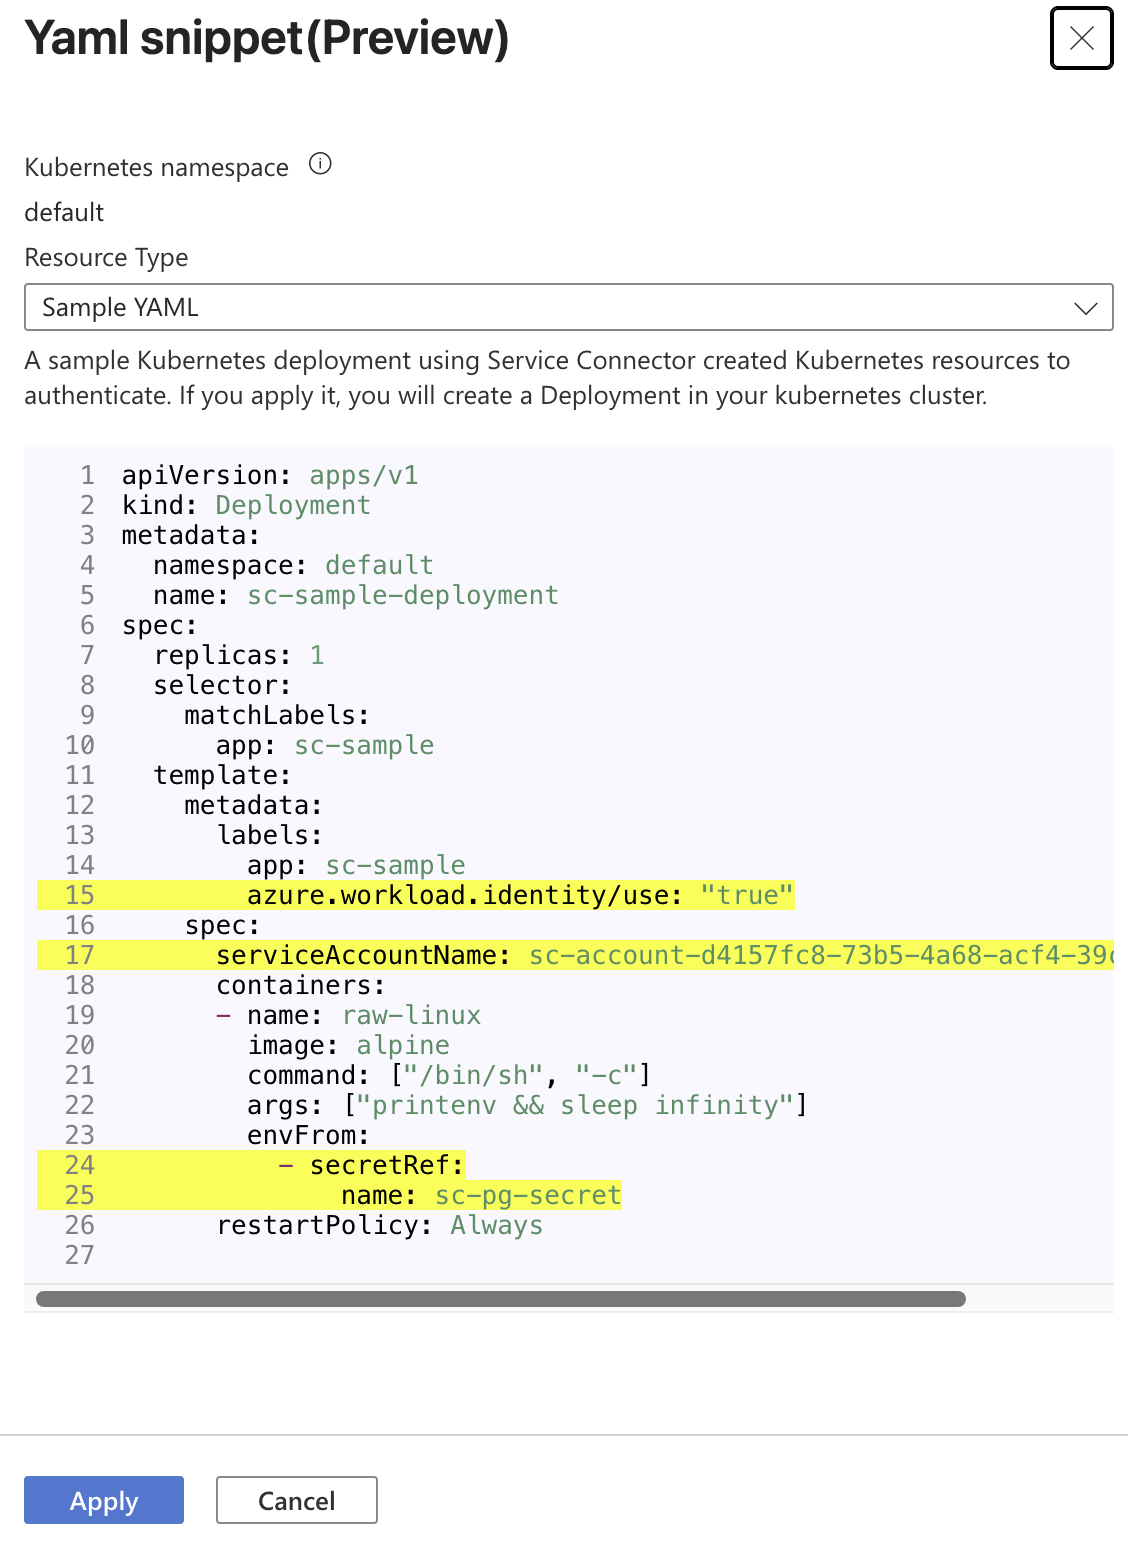 Yaml snippet(Preview)
Kubernetes namespace
default
Resource Type
Sample YAML
A sample Kubernetes deployment using Service Connector created Kubernetes resources to
authenticate. If you apply it, you will create a Deployment in your kubernetes cluster.
1 apiVersion: apps/v1
2 kind: Deployment
3 metadata:
4   namespace: default
5   name: sc-sample-deployment
6 spec:
7   replicas: 1
8   selector:
9     matchLabels:
10       app: sc-sample
11   template:
12     metadata:
13       labels:
14         app: sc-sample
15         azure.workload.identity/use: "true"
16     spec:
17       serviceAccountName: sc-account-d4157fc8-73b5-4a68-acf4-39
18       containers:
19       - name: raw-linux
20         image: alpine
21         command: ["/bin/sh", "-c"]
22         args: ["printenv && sleep infinity"]
23         envFrom:
24           - secretRef:
25               name: sc-pg-secret
26       restartPolicy: Always
27
Apply
Cancel